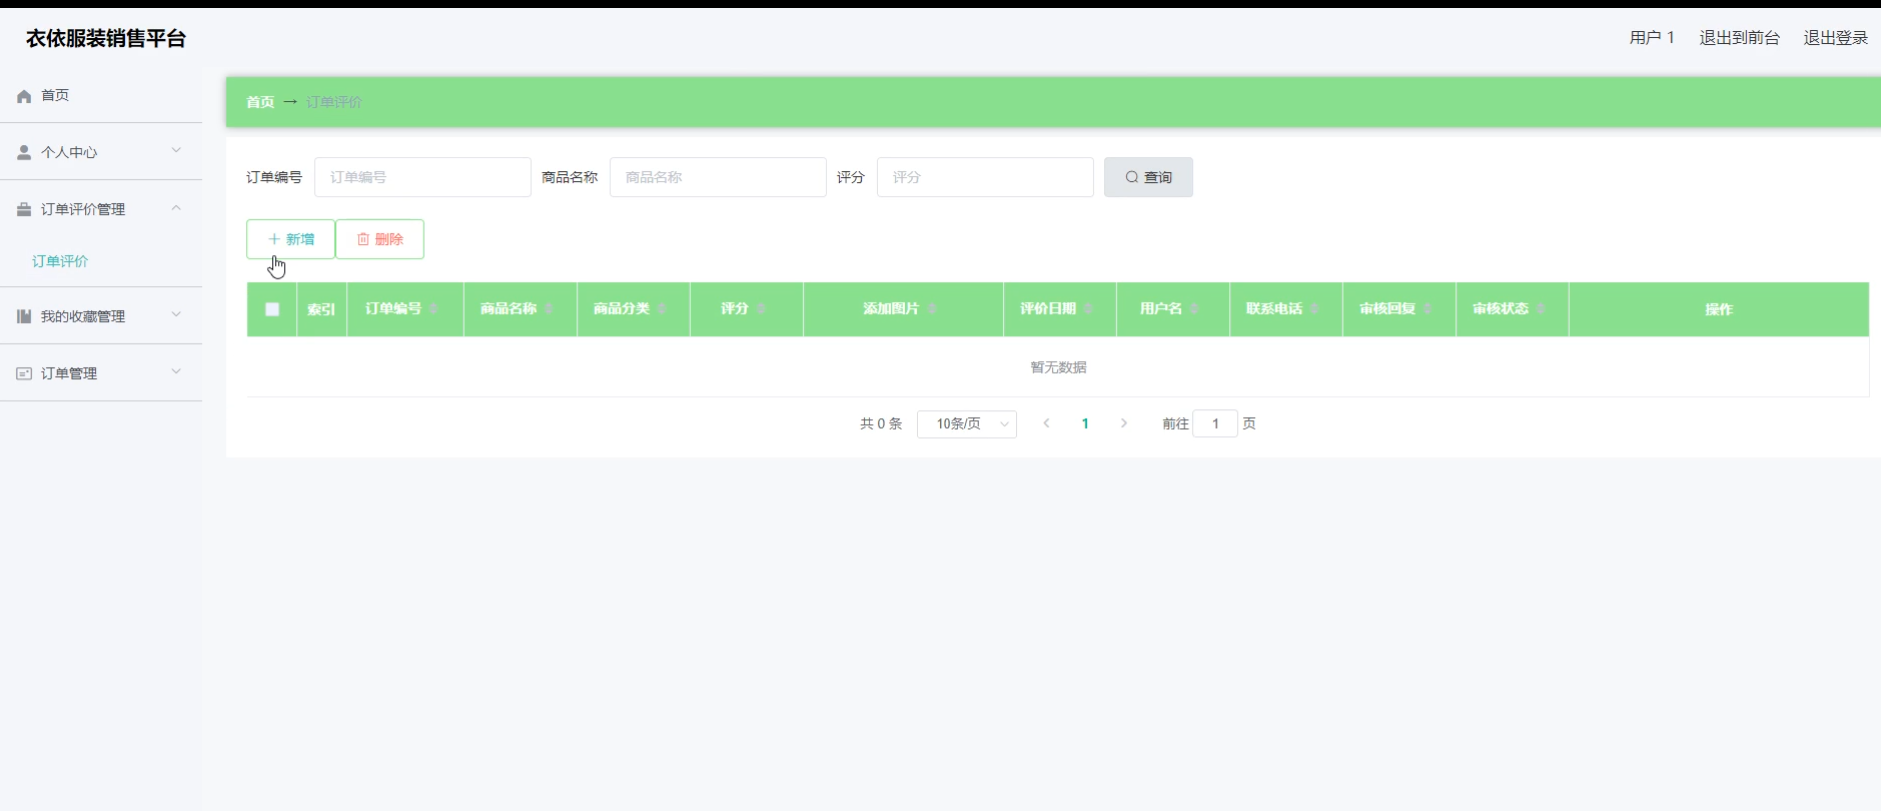 衣依服装销售平台
用户 1 退出到前台 退出登录
首页
个人中心
订单评价管理
订单评价
我的收藏管理
订单管理
首页 → 订单评价
订单编号 订单编号 商品名称 商品名称 评分 评分 查询
新增 删除
索引 订单编号 商品名称 商品分类 评分 添加图片 评价日期 用户名 联系电话 审核回复 审核状态 操作
暂无数据
共 0 条 10条/页 1 前往 1 页